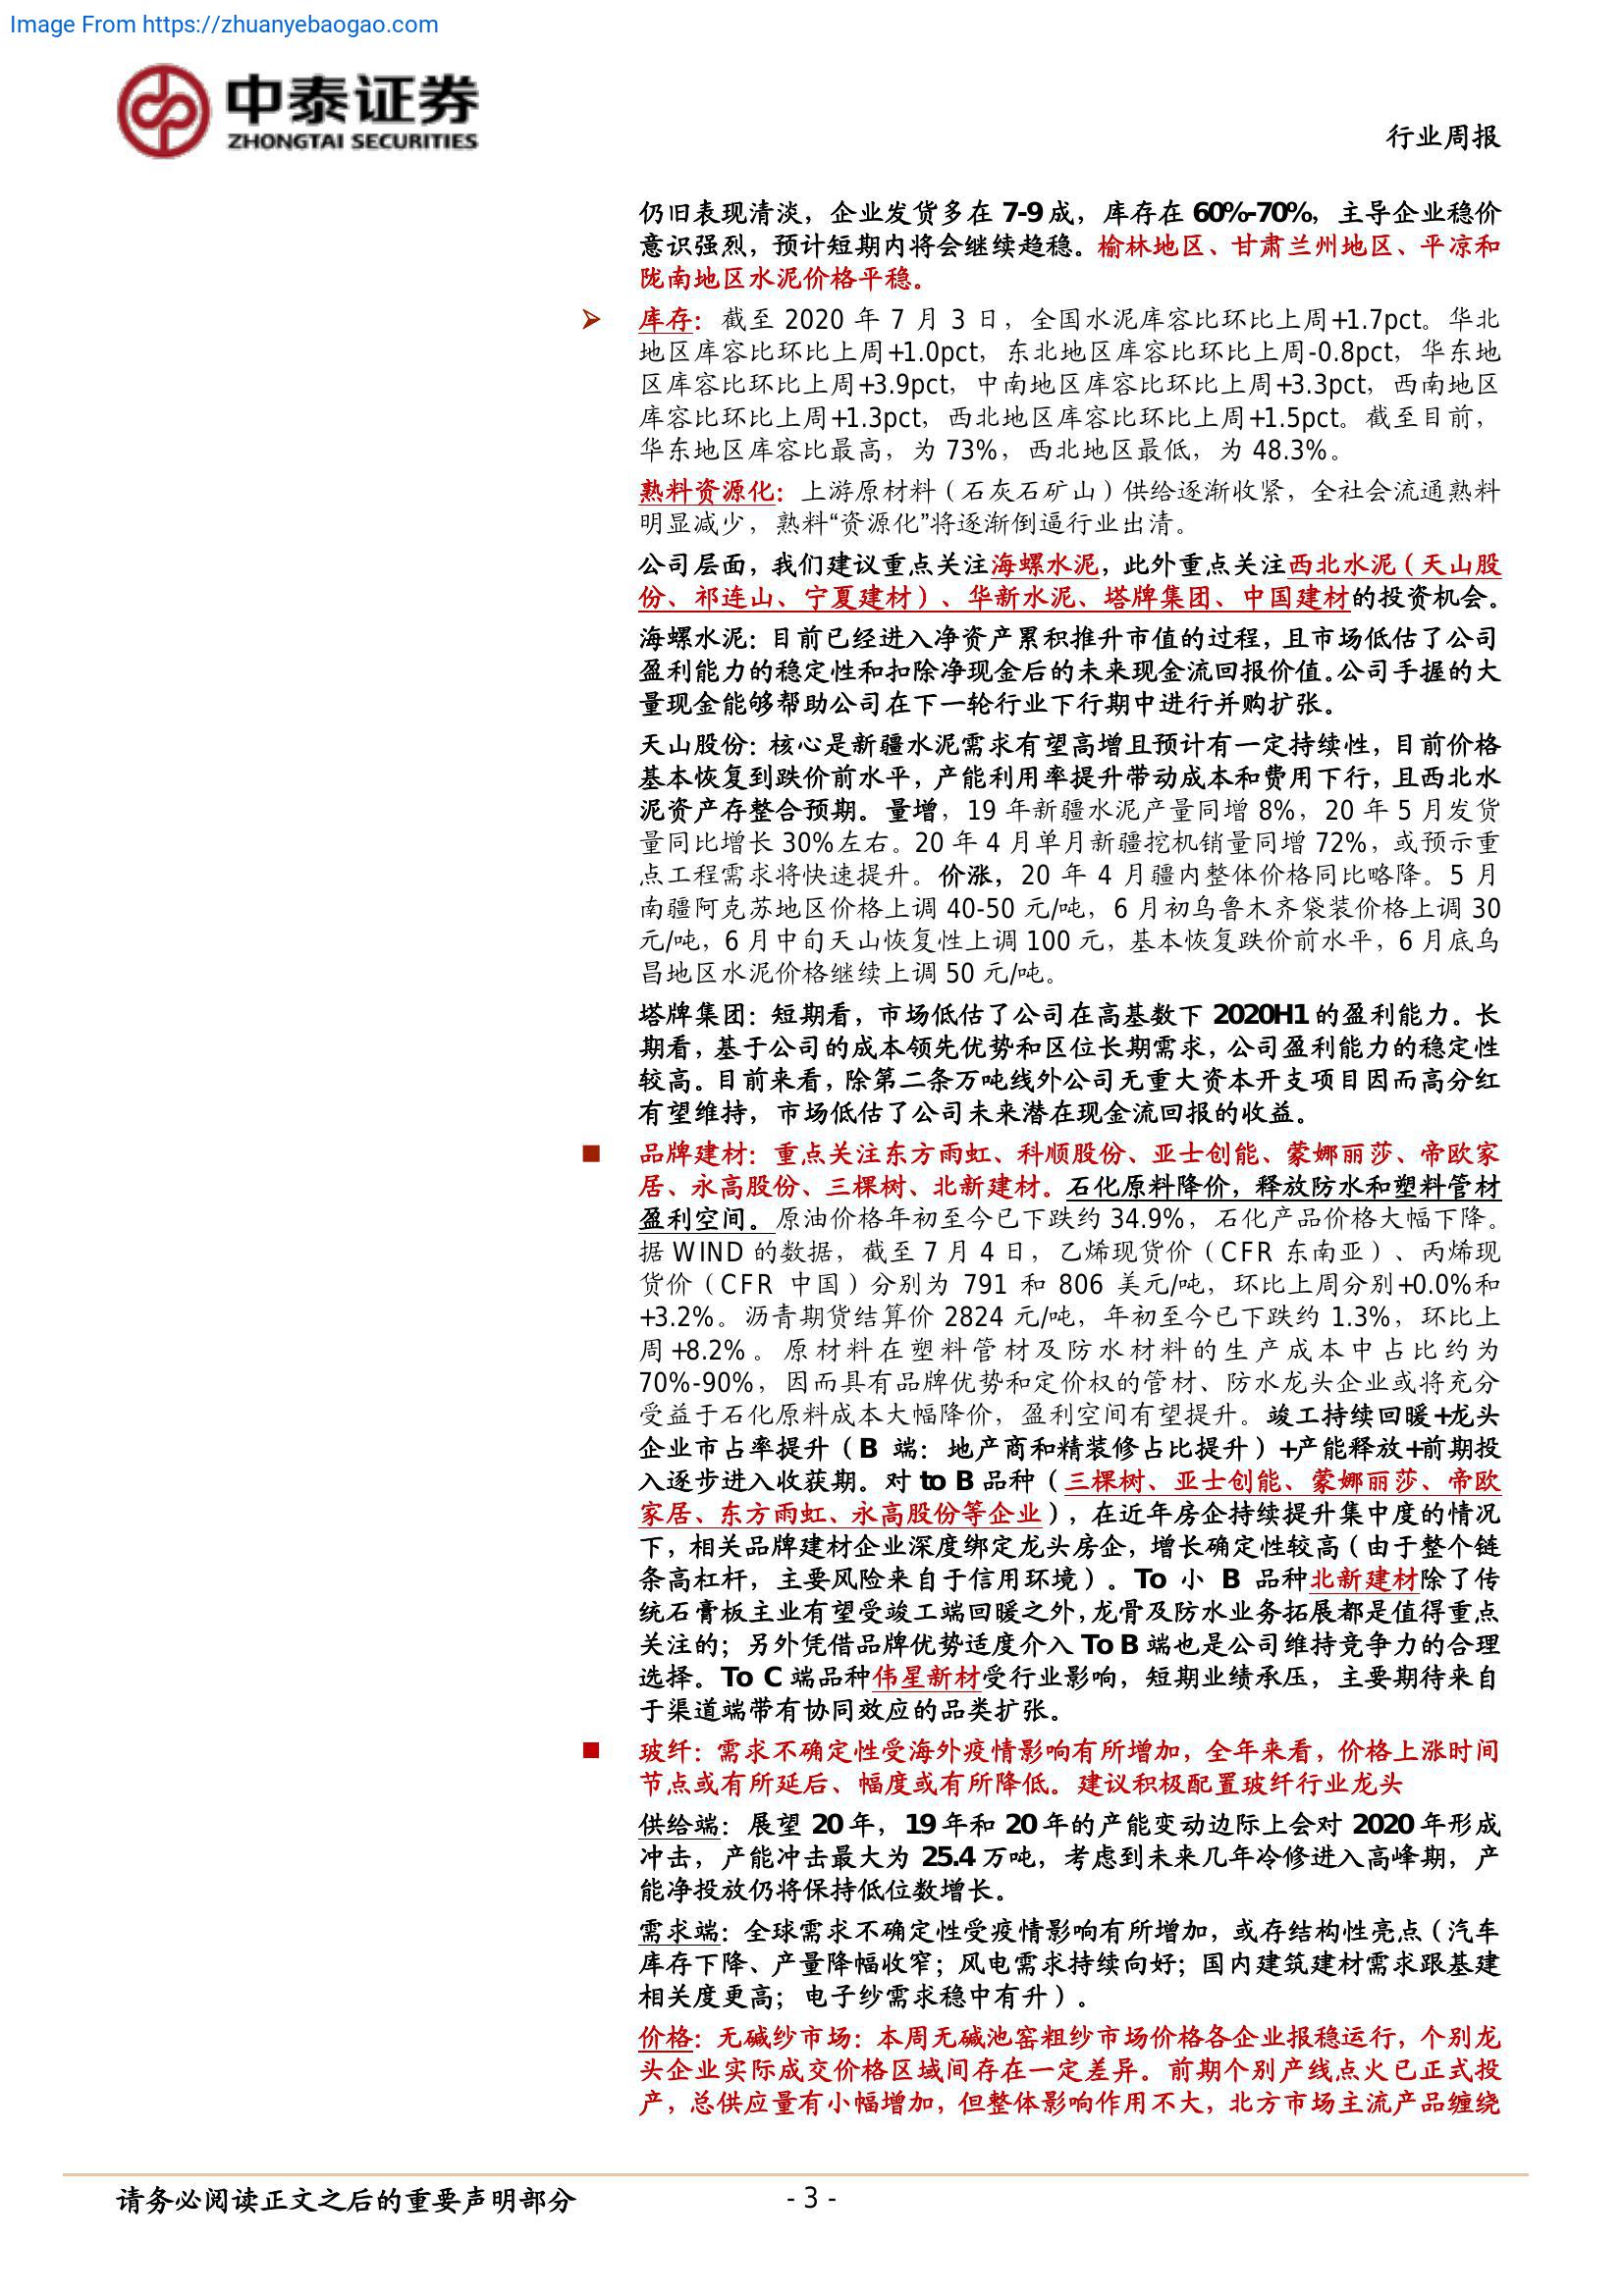 Image From https://zhuanyebaogao.com
中泰证券
ZHONGTAI SECURITIES
行业周报
仍旧表现清淡，企业发货多在 7-9 成，库存在 60%-70%，主导企业稳价
意识强烈，预计短期内将会继续趋稳。榆林地区、甘肃兰州地区、平凉和
陇南地区水泥价格平稳。
库存：截至 2020 年 7 月 3 日，全国水泥库容比环比上周+1.7pct。华北
地区库容比环比上周+1.0pct，东北地区库容比环比上周-0.8pct，华东地
区库容比环比上周+3.9pct，中南地区库容比环比上周+3.3pct，西南地区
库容比环比上周+1.3pct，西北地区库容比环比上周+1.5pct。截至目前，
华东地区库容比最高，为 73%，西北地区最低，为 48.3%。
熟料资源化：上游原材料（石灰石矿山）供给逐渐收紧，全社会流通熟料
明显减少，熟料“资源化”将逐渐倒逼行业出清。
公司层面，我们建议重点关注海螺水泥，此外重点关注西北水泥（天山股
份、祁连山、宁夏建材）、华新水泥、塔牌集团、中国建材的投资机会。
海螺水泥：目前已经进入净资产累积推升市值的过程，且市场低估了公司
盈利能力的稳定性和扣除净现金后的未来现金流回报价值。公司手握的大
量现金能够帮助公司在下一轮行业下行期中进行并购扩张。
天山股份：核心是新疆水泥需求有望高增且预计有一定持续性，目前价格
基本恢复到跌价前水平，产能利用率提升带动成本和费用下行，且西北水
泥资产存整合预期。量增，19 年新疆水泥产量同增 8%，20 年 5 月发货
量同比增长 30%左右。20 年 4 月单月新疆挖机销量同增 72%，或预示重
点工程需求将快速提升。价涨，20 年 4 月疆内整体价格同比略降。5 月
南疆阿克苏地区价格上调 40-50 元/吨，6 月初乌鲁木齐袋装价格上调 30
元/吨，6 月中旬天山恢复性上调 100 元，基本恢复跌价前水平，6 月底乌
昌地区水泥价格继续上调 50 元/吨。
塔牌集团：短期看，市场低估了公司在高基数下 2020H1 的盈利能力。长
期看，基于公司的成本领先优势和区位长期需求，公司盈利能力的稳定性
较高。目前来看，除第二条万吨线外公司无重大资本开支项目因而高分红
有望维持，市场低估了公司未来潜在现金流回报的收益。
品牌建材：重点关注东方雨虹、科顺股份、亚士创能、蒙娜丽莎、帝欧家
居、永高股份、三棵树、北新建材。石化原料降价，释放防水和塑料管材
盈利空间。原油价格年初至今已下跌约 34.9%，石化产品价格大幅下降。
据 WIND 的数据，截至 7 月 4 日，乙烯现货价（CFR 东南亚）、丙烯现
货价（CFR 中国）分别为 791 和 806 美元/吨，环比上周分别+0.0%和
+3.2%。沥青期货结算价 2824 元/吨，年初至今已下跌约 1.3%，环比上
周+8.2%。原材料在塑料管材及防水材料的生产成本中占比约为
70%-90%，因而具有品牌优势和定价权的管材、防水龙头企业或将充分
受益于石化原料成本大幅降价，盈利空间有望提升。竣工持续回暖+龙头
企业市占率提升（B 端：地产商和精装修占比提升）+产能释放+前期投
入逐步进入收获期。对 to B 品种（三棵树、亚士创能、蒙娜丽莎、帝欧
家居、东方雨虹、永高股份等企业），在近年房企持续提升集中度的情况
下，相关品牌建材企业深度绑定龙头房企，增长确定性较高（由于整个链
条高杠杆，主要风险来自于信用环境）。To 小 B 品种北新建材除了传
统石膏板主业有望受竣工端回暖之外，龙骨及防水业务拓展都是值得重点
关注的；另外凭借品牌优势适度介入 To B 端也是公司维持竞争力的合理
选择。To C 端品种伟星新材受行业影响，短期业绩承压，主要期待来自
于渠道端带有协同效应的品类扩张。
玻纤：需求不确定性受海外疫情影响有所增加，全年来看，价格上涨时间
节点或有所延后、幅度或有所降低。建议积极配置玻纤行业龙头
供给端：展望 20 年，19 年和 20 年的产能变动边际上会对 2020 年形成
冲击，产能冲击最大为 25.4 万吨，考虑到未来几年冷修进入高峰期，产
能净投放仍将保持低位数增长。
需求端：全球需求不确定性受疫情影响有所增加，或存结构性亮点（汽车
库存下降、产量降幅收窄；风电需求持续向好；国内建筑建材需求跟基建
相关度更高；电子纱需求稳中有升）。
价格：无碱纱市场：本周无碱池窑粗纱市场价格各企业报稳运行，个别龙
头企业实际成交价格区域间存在一定差异。前期个别产线点火已正式投
产，总供应量有小幅增加，但整体影响作用不大，北方市场主流产品缠绕
请务必阅读正文之后的重要声明部分
- 3 -